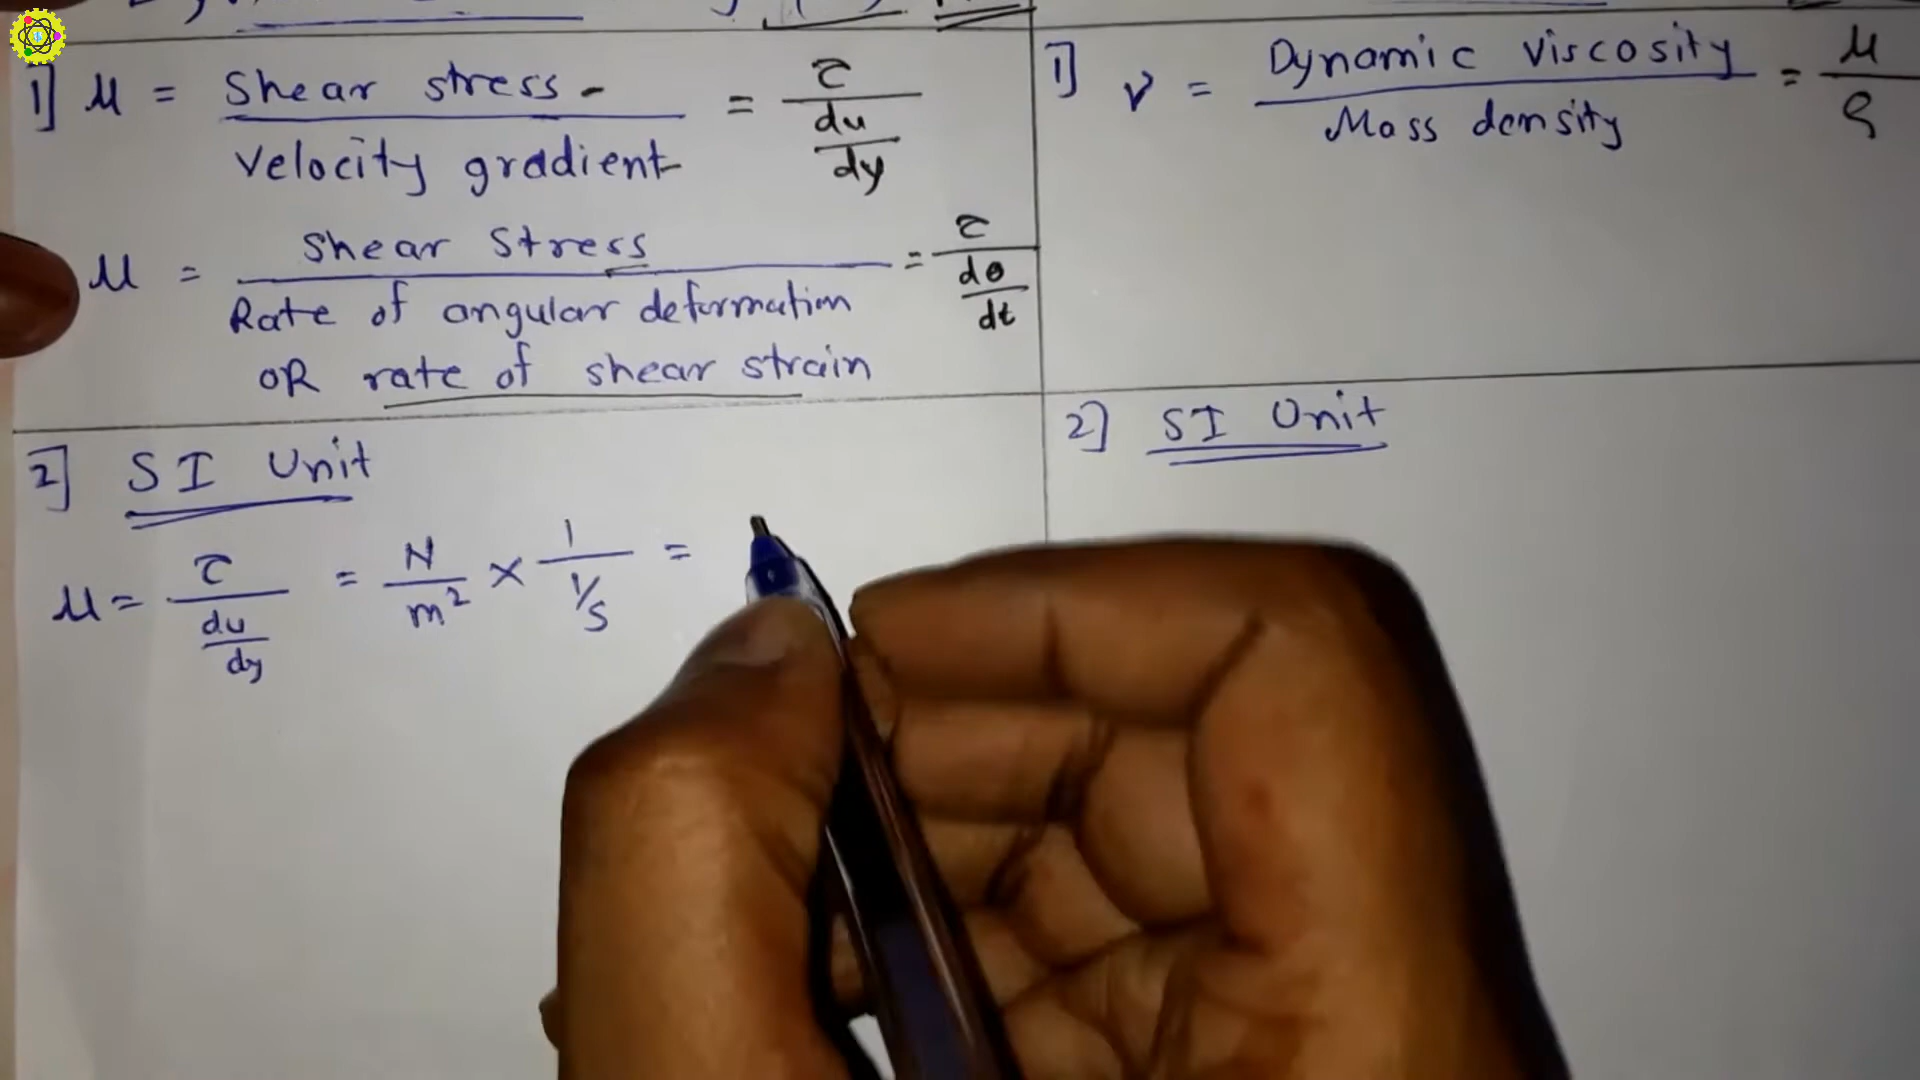 1] μ = Shear stress / Velocity gradient = τ / (du/dy)
μ = Shear Stress / Rate of angular deformation = τ / (dθ/dt)
OR rate of shear strain
2] SI Unit
μ = τ / (du/dy) = N/m² × 1/(1/s) =
1] ν = Dynamic viscosity / Mass density = μ/ρ
2] SI Unit